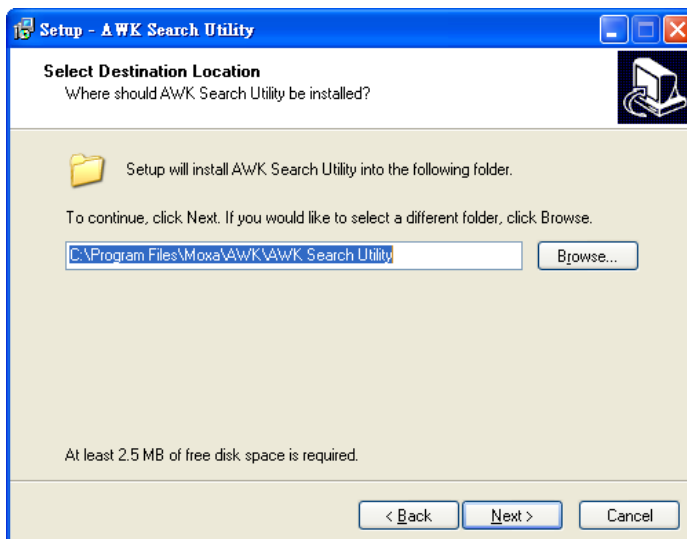 Setup - AWK Search Utility
Select Destination Location
Where should AWK Search Utility be installed?
Setup will install AWK Search Utility into the following folder.
To continue, click Next. If you would like to select a different folder, click Browse.
C:\Program Files\Moxa\AWK\AWK Search Utility
Browse...
At least 2.5 MB of free disk space is required.
< Back
Next >
Cancel